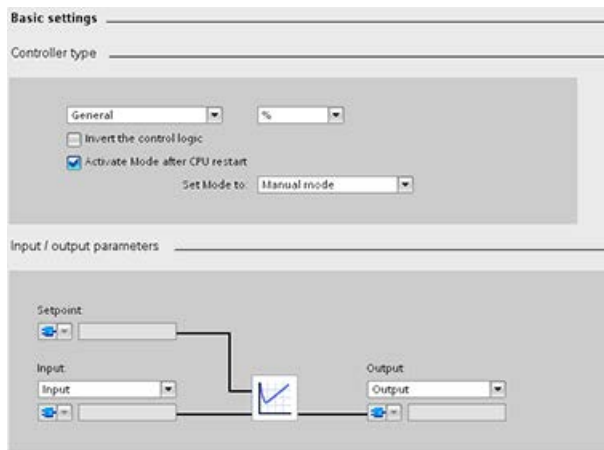 Basic settings
Controller type
General
%
Invert the control logic
Activate Mode after CPU restart
Set Mode to:
Manual mode
Input / output parameters
Setpoint:
Input:
Output:
Input
Output